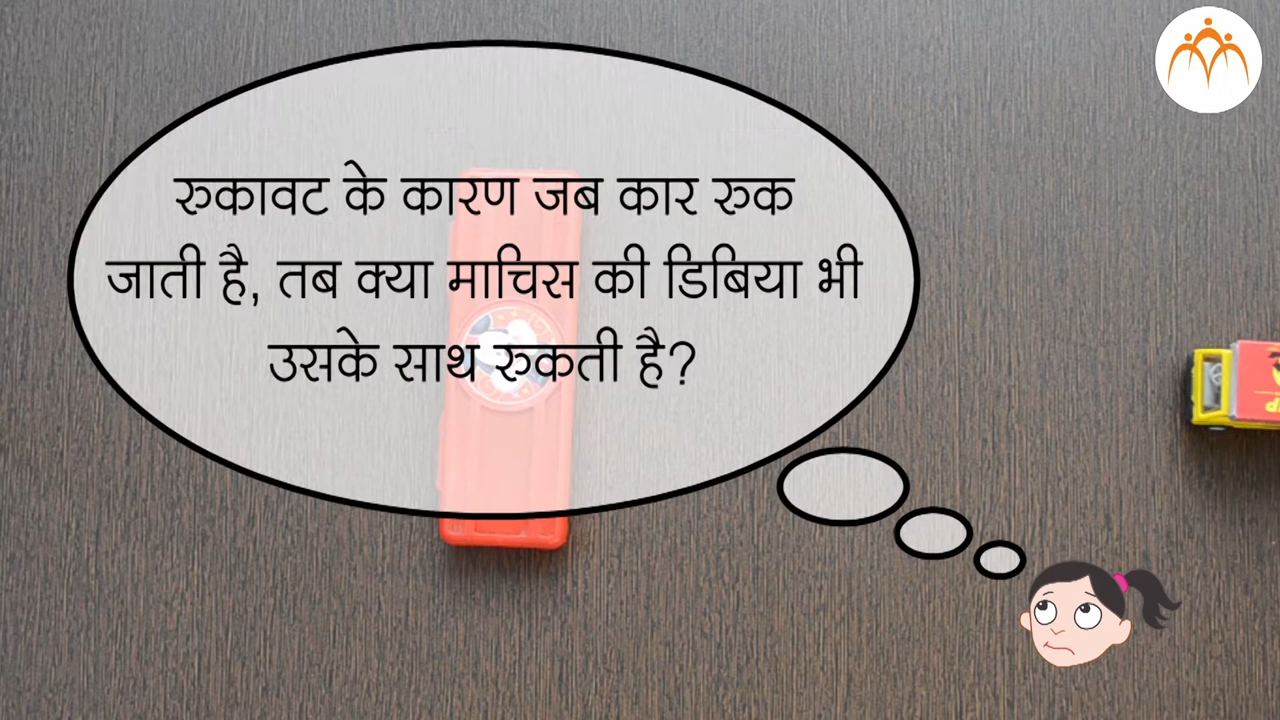 रुकावट के कारण जब कार रुक
जाती है, तब क्या माचिस की डिबिया भी
उसके साथ रुकती है?